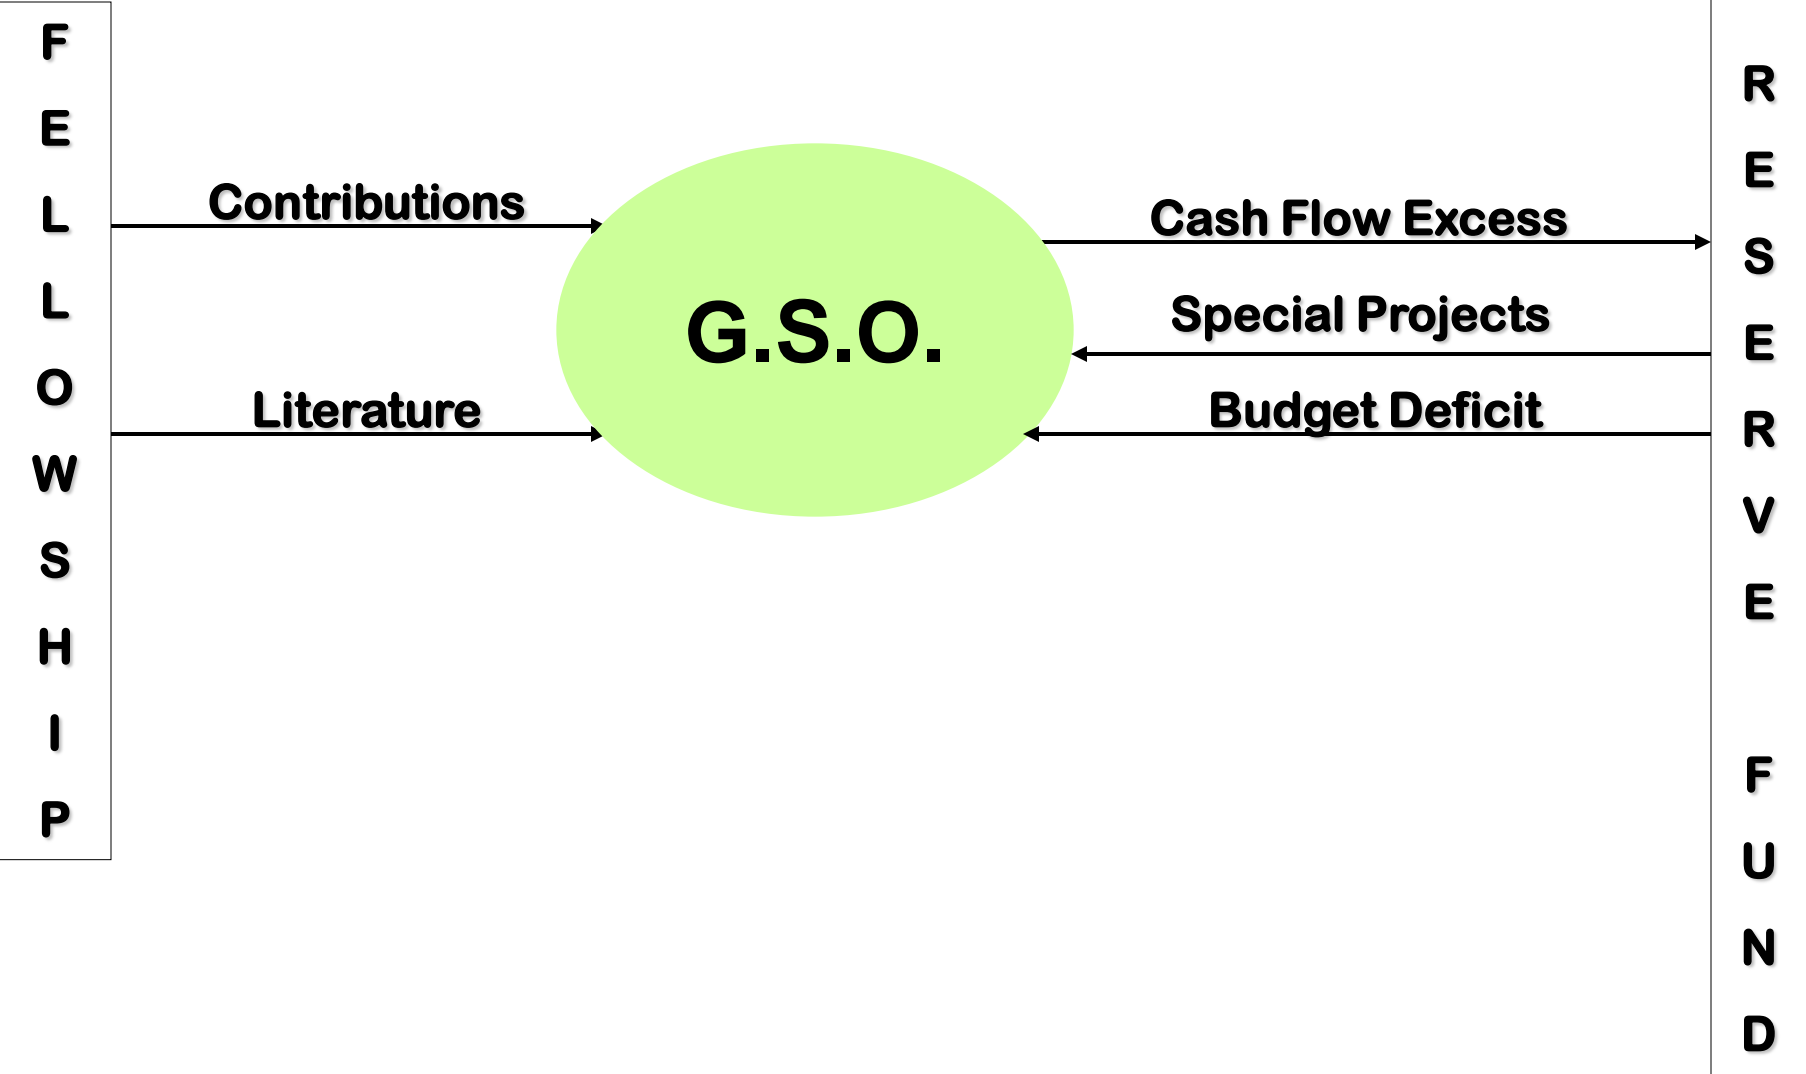 FELLOWSHIP
Contributions
Literature
G.S.O.
Cash Flow Excess
Special Projects
Budget Deficit
RESERVE FUND